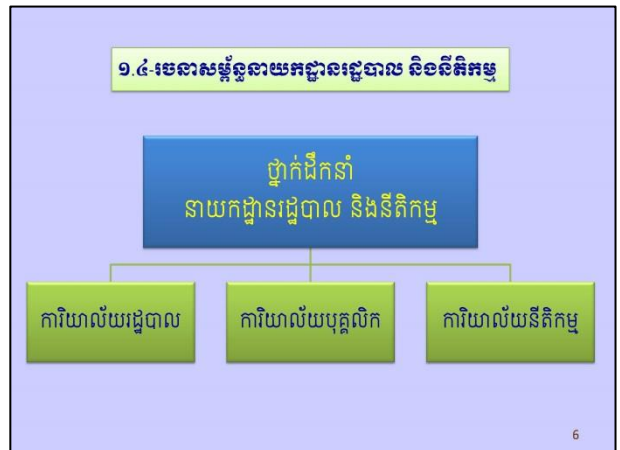 ១.៤-រចនាសម្ព័ន្ធនាយកដ្ឋានរដ្ឋបាល និងនីតិកម្ម
ថ្នាក់ដឹកនាំ
នាយកដ្ឋានរដ្ឋបាល និងនីតិកម្ម
ការិយាល័យរដ្ឋបាល
ការិយាល័យបុគ្គលិក
ការិយាល័យនីតិកម្ម
6